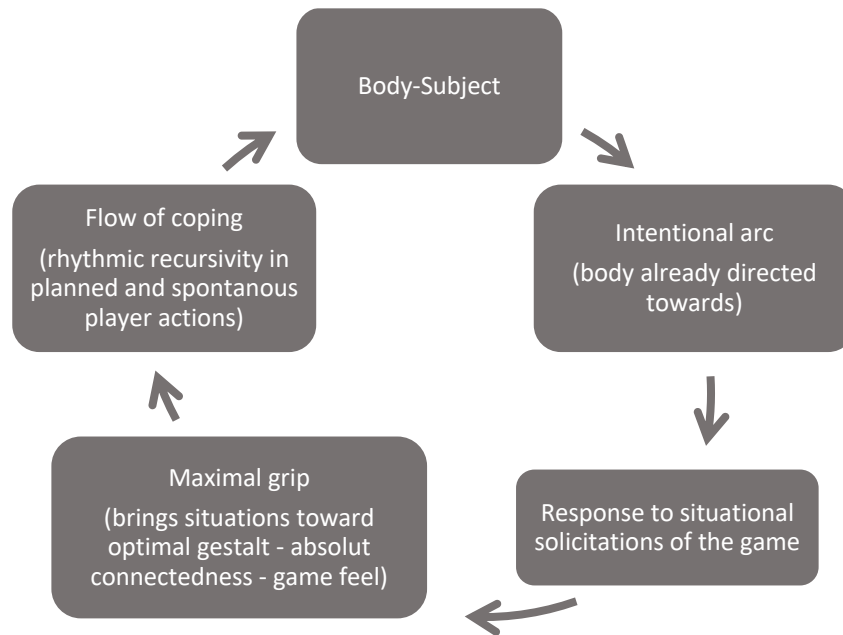 Body-Subject
Intentional arc
(body already directed
towards)
Response to situational
solicitations of the game
Maximal grip
(brings situations toward
optimal gestalt - absolut
connectedness - game feel)
Flow of coping
(rhythmic recursivity in
planned and spontanous
player actions)